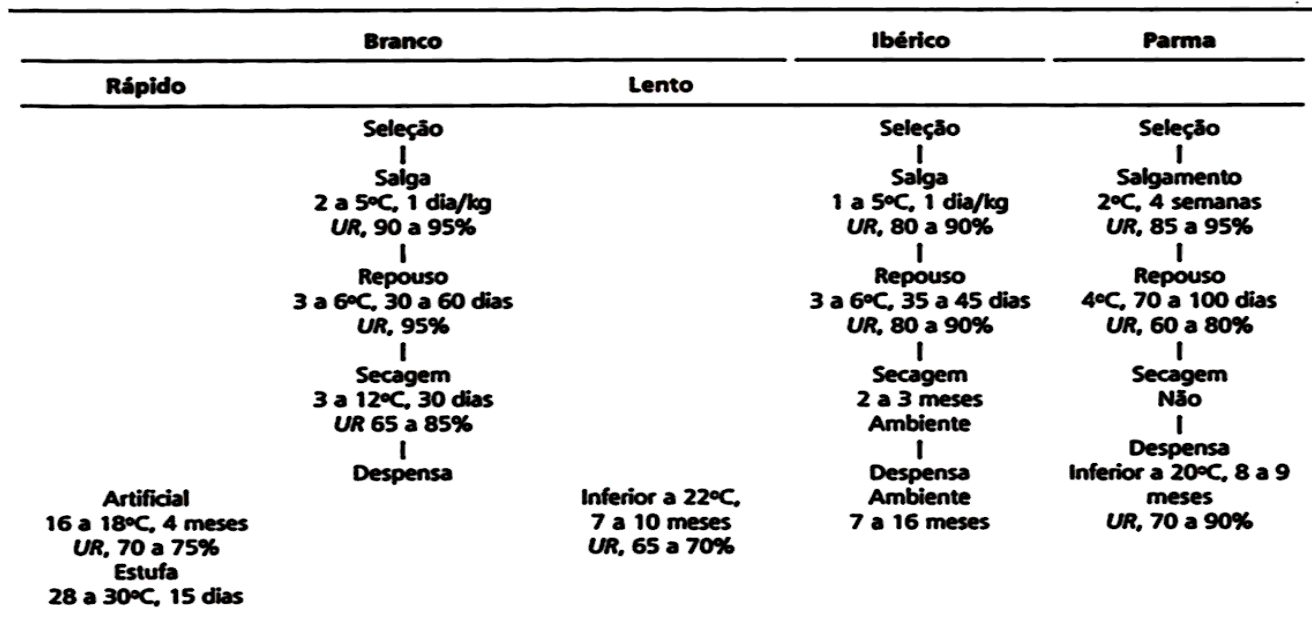 Branco Ibérico Parma
Rápido Lento
Seleção Seleção Seleção
Salga Salga Salgamento
2 a 5ºC, 1 dia/kg 1 a 5ºC, 1 dia/kg 2ºC, 4 semanas
UR, 90 a 95% UR, 80 a 90% UR, 85 a 95%
Repouso Repouso Repouso
3 a 6ºC, 30 a 60 dias 3 a 6ºC, 35 a 45 dias 4ºC, 70 a 100 dias
UR, 95% UR, 80 a 90% UR, 60 a 80%
Secagem Secagem Secagem
3 a 12ºC, 30 dias 2 a 3 meses Não
UR 65 a 85% Ambiente
Despensa
Despensa Despensa Inferior a 20ºC, 8 a 9
Artificial Inferior a 22ºC, Ambiente meses
16 a 18ºC, 4 meses 7 a 10 meses 7 a 16 meses UR, 70 a 90%
UR, 70 a 75% UR, 65 a 70%
Estufa
28 a 30ºC, 15 dias